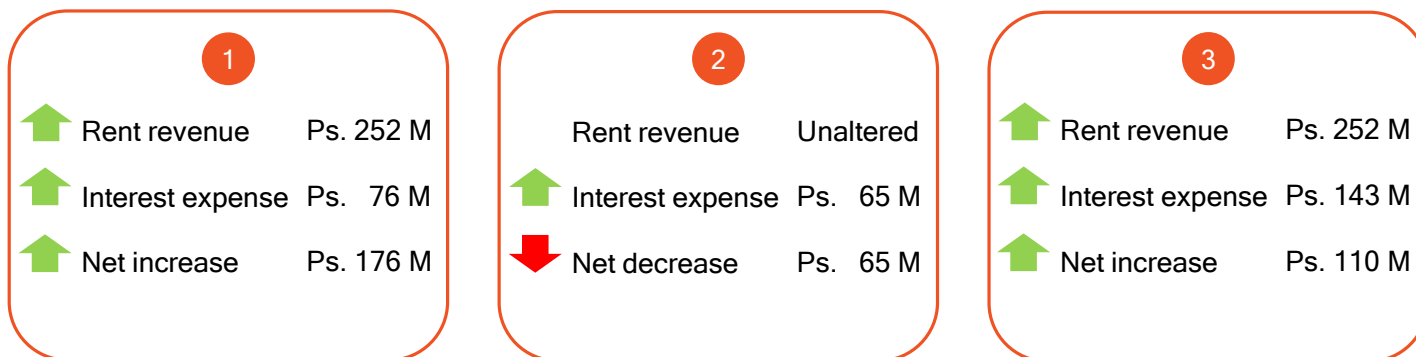 1
Rent revenue Ps. 252 M
Interest expense Ps. 76 M
Net increase Ps. 176 M
2
Rent revenue Unaltered
Interest expense Ps. 65 M
Net decrease Ps. 65 M
3
Rent revenue Ps. 252 M
Interest expense Ps. 143 M
Net increase Ps. 110 M